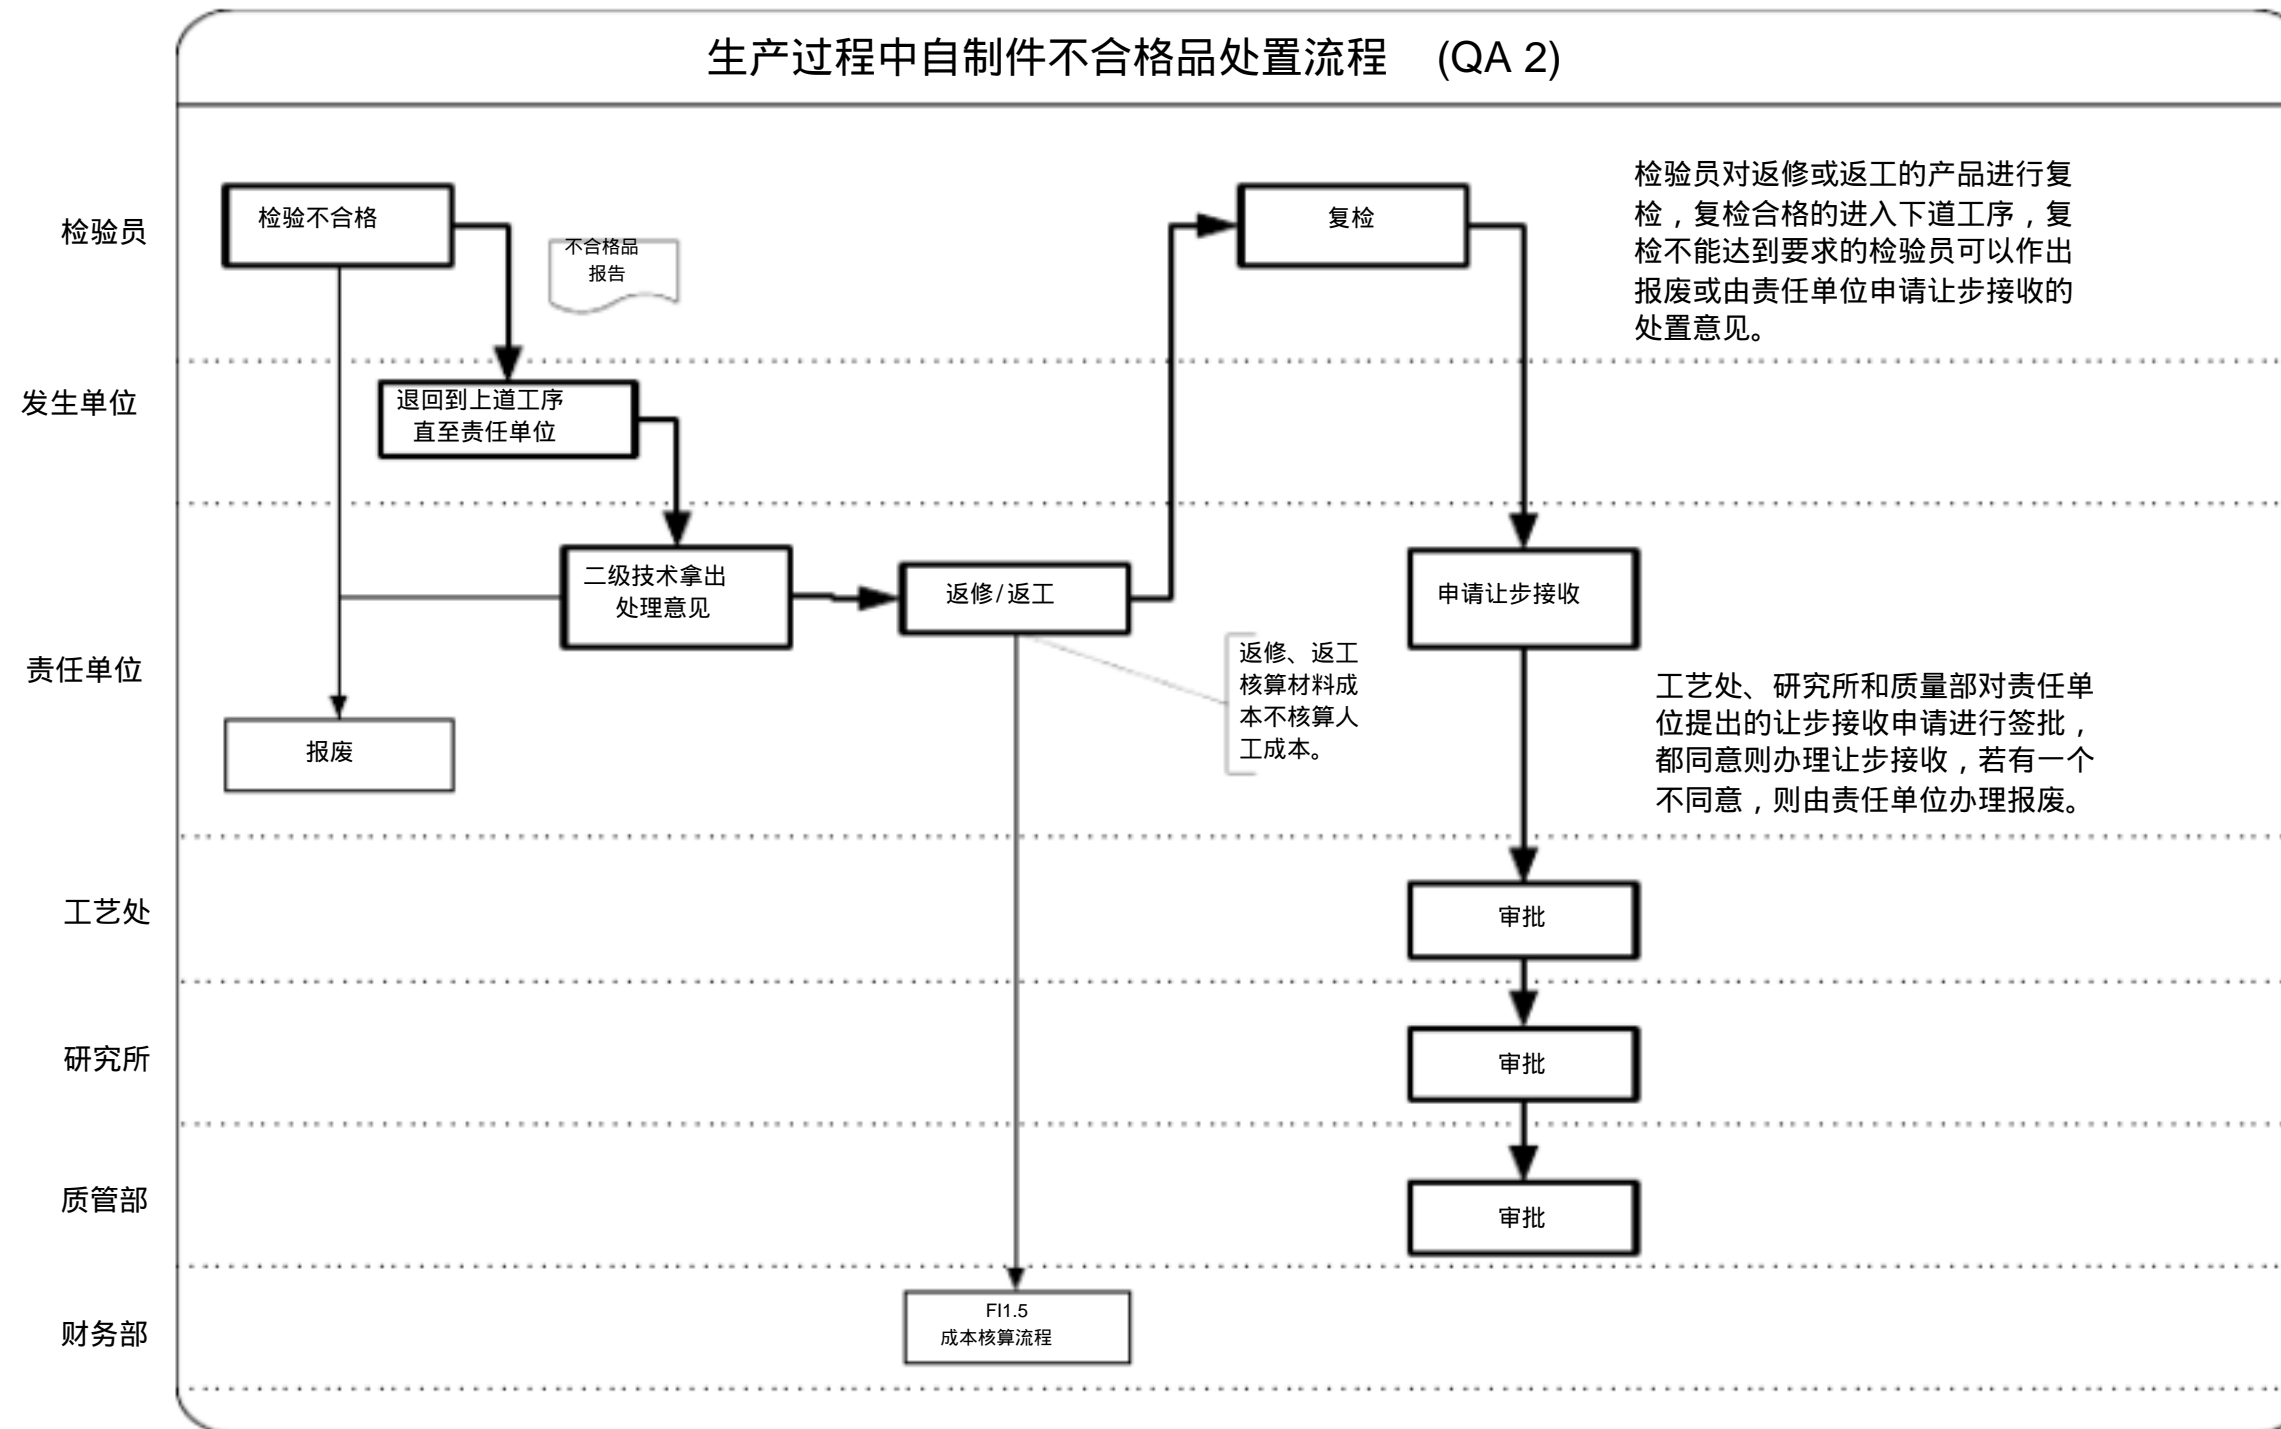 生产过程中自制件不合格品处置流程 (QA 2)
检验员
检验不合格
不合格品
报告
复检
检验员对返修或返工的产品进行复
检，复检合格的进入下道工序，复
检不能达到要求的检验员可以作出
报废或由责任单位申请让步接收的
处置意见。
发生单位
退回到上道工序
直至责任单位
责任单位
二级技术拿出
处理意见
返修/返工
申请让步接收
返修、返工
核算材料成
本不核算人
工成本。
报废
工艺处、研究所和质量部对责任单
位提出的让步接收申请进行签批，
都同意则办理让步接收，若有一个
不同意，则由责任单位办理报废。
工艺处
审批
研究所
审批
质管部
审批
财务部
FI1.5
成本核算流程